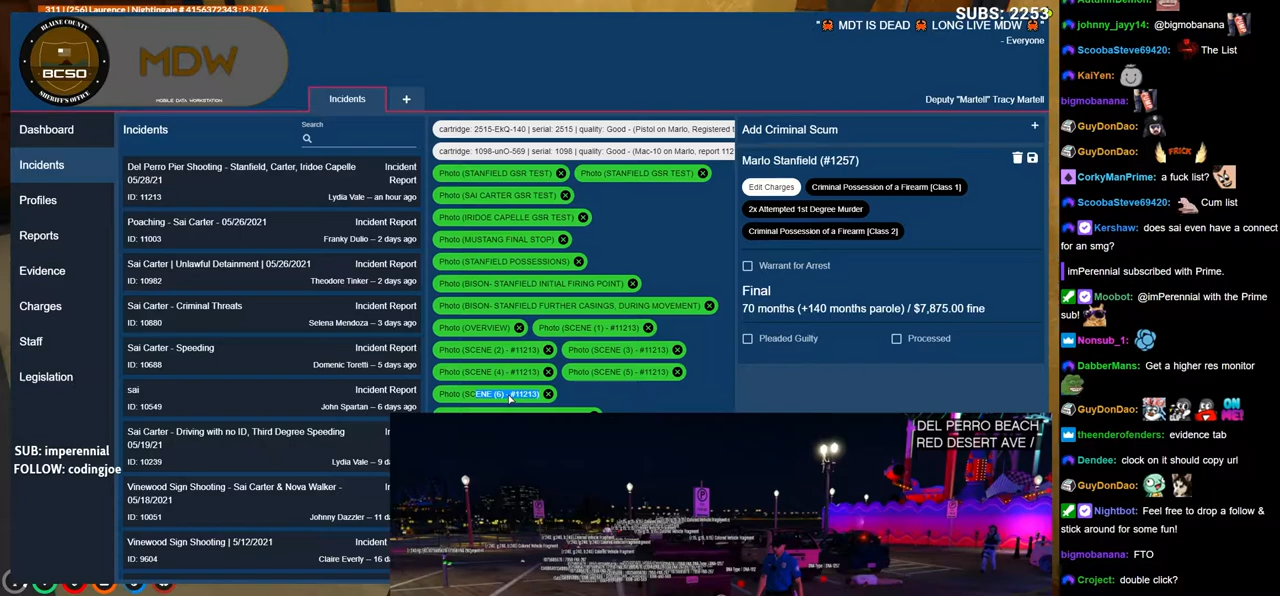 311 | (256) Laurence | Nightingale # 4156372343 : P-8.76
SUBS: 2253
" 🦀 MDT IS DEAD 🦀 LONG LIVE MDW 🦀 "
- Everyone
BLAINE COUNTY
BCSO
SHERIFF'S OFFICE
MDW
MOBILE DATA WORKSTATION
Incidents
+
Deputy "Martell" Tracy Martell
Dashboard
Incidents
Profiles
Reports
Evidence
Charges
Staff
Legislation
SUB: imperennial
FOLLOW: codingjoe
Incidents
Search
Del Perro Pier Shooting - Stanfield, Carter, Iridoe Capelle
05/28/21
Incident
Report
ID: 11213
Lydia Vale -- an hour ago
Poaching - Sai Carter - 05/26/2021
Incident Report
ID: 11003
Franky Dulio -- 2 days ago
Sai Carter | Unlawful Detainment | 05/26/2021
Incident Report
ID: 10982
Theodore Tinker -- 2 days ago
Sai Carter - Criminal Threats
Incident Report
ID: 10880
Selena Mendoza -- 3 days ago
Sai Carter - Speeding
Incident Report
ID: 10688
Domenic Toretti -- 5 days ago
sai
Incident Report
ID: 10549
John Spartan -- 6 days ago
Sai Carter - Driving with no ID, Third Degree Speeding
05/19/21
ID: 10239
Lydia Vale -- 9 d
Vinewood Sign Shooting - Sai Carter & Nova Walker -
05/18/2021
ID: 10051
Johnny Dazzler -- 11 d
Vinewood Sign Shooting | 5/12/2021
ID: 9604
Claire Everly -- 16 d
cartridge: 2515-EkQ-140 | serial: 2515 | quality: Good - (Pistol on Marlo, Registered t
cartridge: 1098-unO-569 | serial: 1098 | quality: Good - (Mac-10 on Marlo, report 112
Photo (STANFIELD GSR TEST)
Photo (STANFIELD GSR TEST)
Photo (SAI CARTER GSR TEST)
Photo (IRIDOE CAPELLE GSR TEST)
Photo (MUSTANG FINAL STOP)
Photo (STANFIELD POSSESSIONS)
Photo (BISON- STANFIELD INITIAL FIRING POINT)
Photo (BISON- STANFIELD FURTHER CASINGS, DURING MOVEMENT)
Photo (OVERVIEW)
Photo (SCENE (1) - #11213)
Photo (SCENE (2) - #11213)
Photo (SCENE (3) - #11213)
Photo (SCENE (4) - #11213)
Photo (SCENE (5) - #11213)
Photo (SCENE (6) - #11213)
Add Criminal Scum
+
Marlo Stanfield (#1257)
Edit Charges
Criminal Possession of a Firearm [Class 1]
2x Attempted 1st Degree Murder
Criminal Possession of a Firearm [Class 2]
Warrant for Arrest
Final
70 months (+140 months parole) / $7,875.00 fine
Pleaded Guilty
Processed
DEL PERRO BEACH
RED DESERT AVE /
johnny_jayy14: @bigmobanana
ScoobaSteve69420: The List
KaiYen:
bigmobanana:
GuyDonDao:
GuyDonDao: FRICK
CorkyManPrime: a fuck list?
ScoobaSteve69420: Cum list
Kershaw: does sai even have a connect
for an smg?
imPerennial subscribed with Prime.
Moobot: @imPerennial with the Prime
sub!
Nonsub_1:
DabberMans: Get a higher res monitor
GuyDonDao: ON ME!
theenderofenders: evidence tab
Dendee: clock on it should copy url
GuyDonDao:
Nightbot: Feel free to drop a follow &
stick around for some fun!
bigmobanana: FTO
Croject: double click?